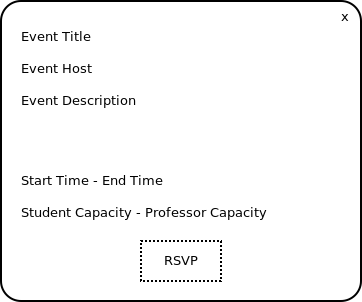 x
Event Title
Event Host
Event Description
Start Time - End Time
Student Capacity - Professor Capacity
RSVP